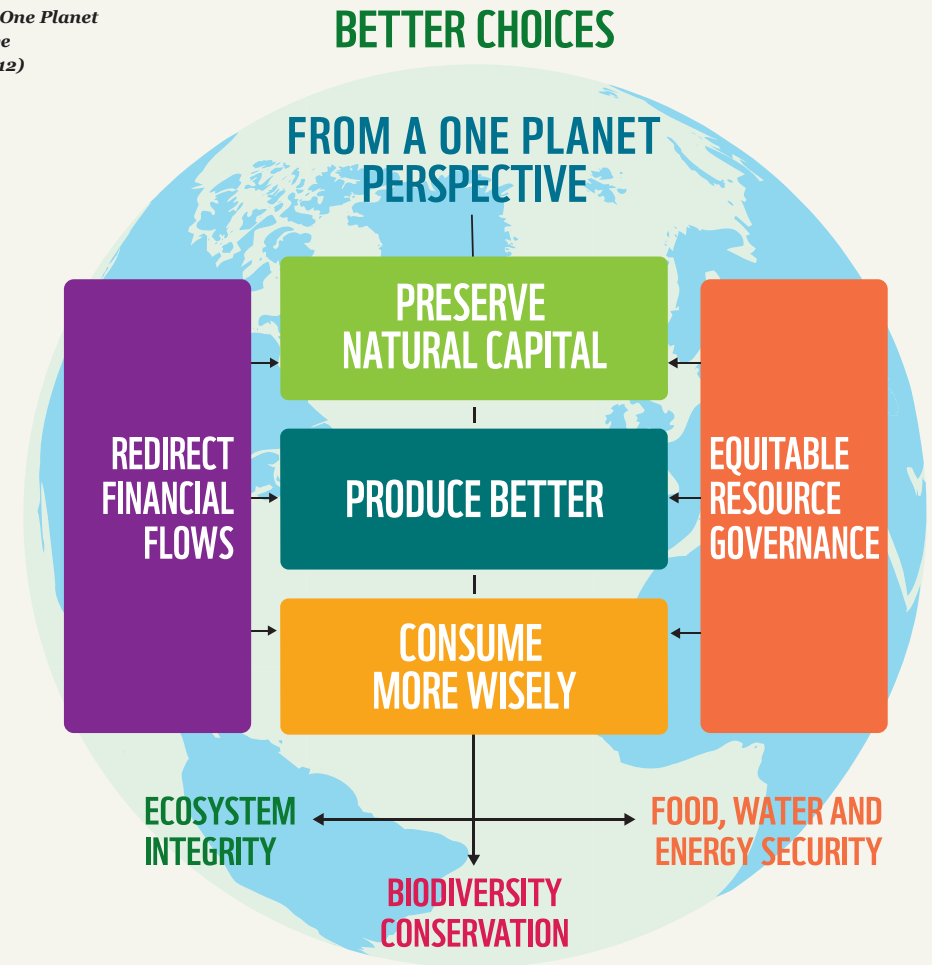 One Planet
12)
BETTER CHOICES
FROM A ONE PLANET
PERSPECTIVE
PRESERVE
NATURAL CAPITAL
REDIRECT
FINANCIAL
FLOWS
PRODUCE BETTER
EQUITABLE
RESOURCE
GOVERNANCE
CONSUME
MORE WISELY
ECOSYSTEM
INTEGRITY
FOOD, WATER AND
ENERGY SECURITY
BIODIVERSITY
CONSERVATION